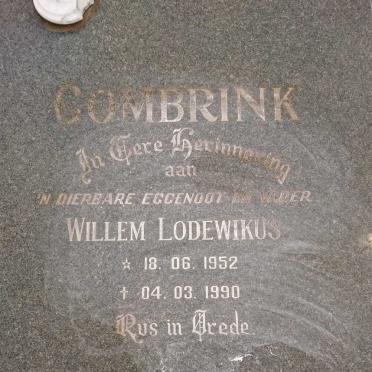 COMBRINK
In Tere Herinnering
aan
'N DIERBARE EGGENOOT EN VADER
WILLEM LODEWIKUS
☆ 18. 06. 1952
† 04. 03. 1990
Rus in Vrede